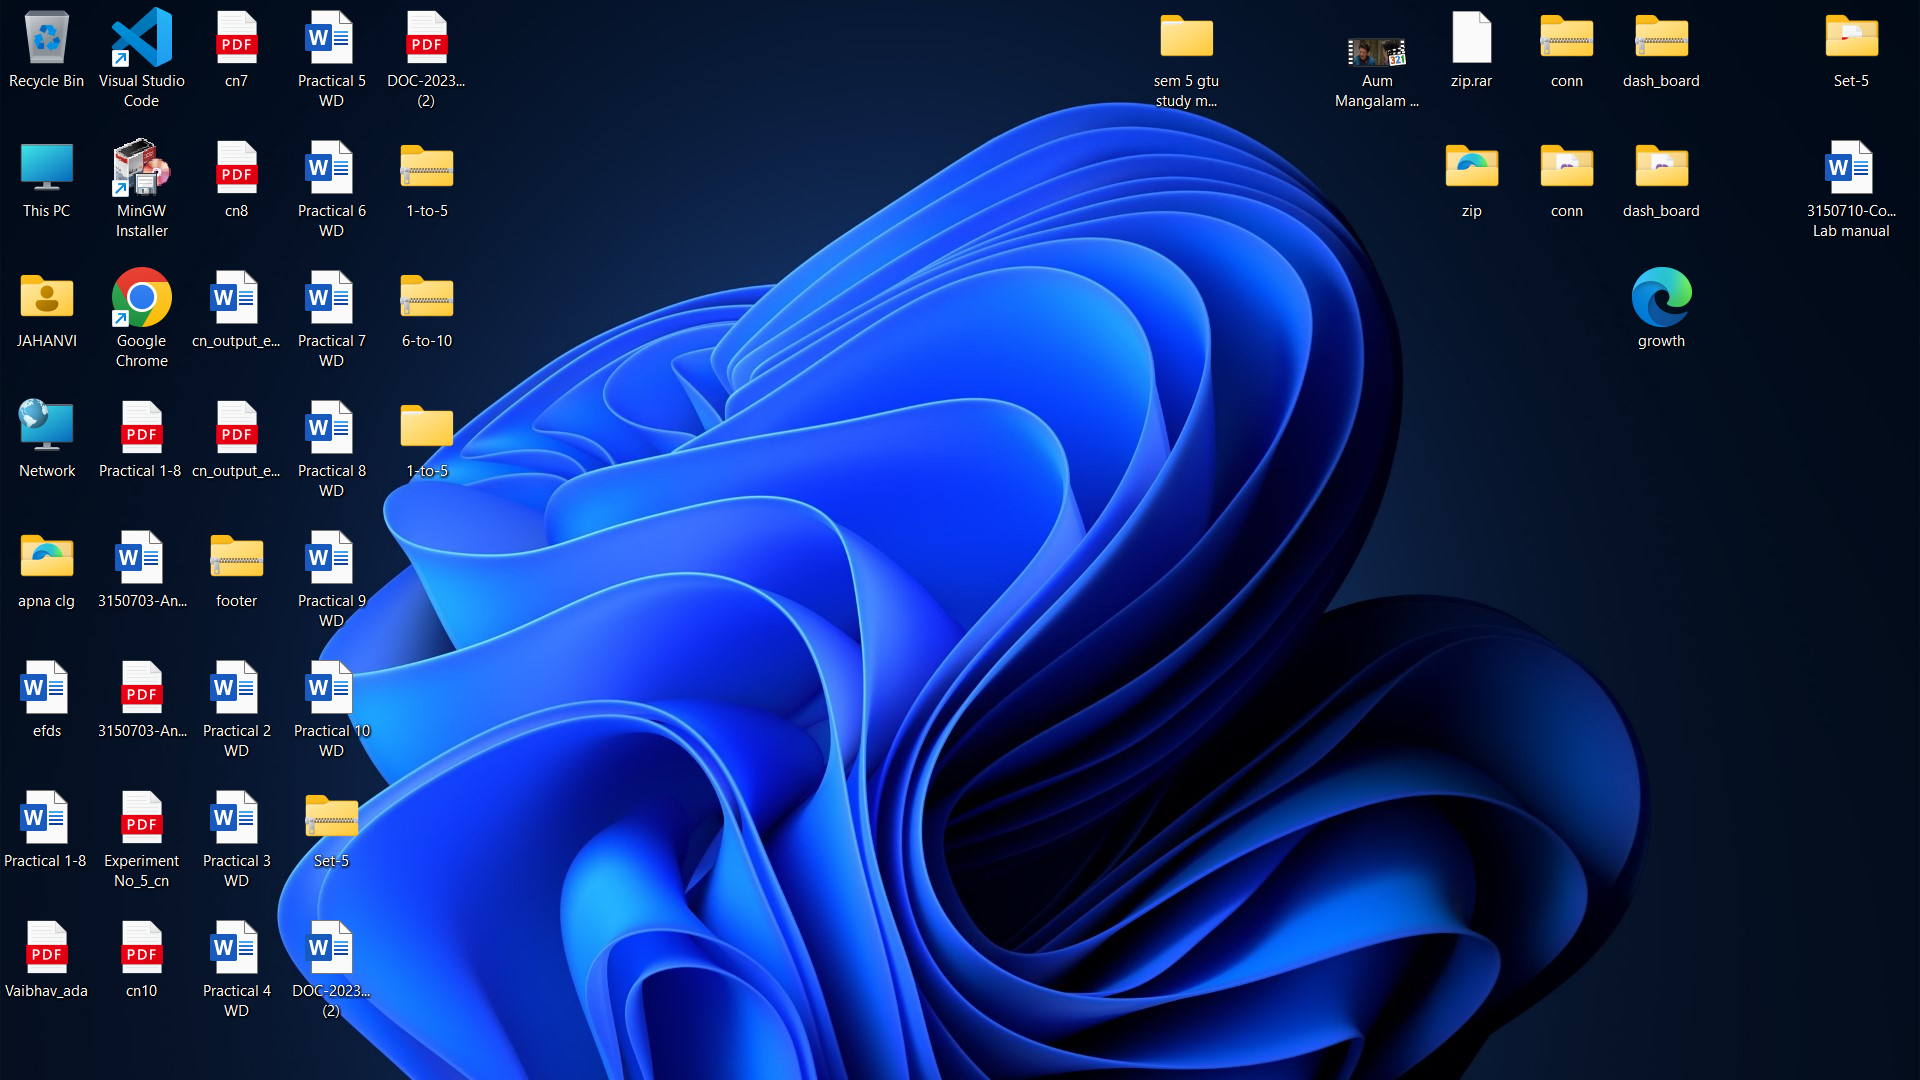 Recycle Bin
Visual Studio
Code
cn7
Practical 5
WD
DOC-2023...
(2)
sem 5 gtu
study m...
Aum
Mangalam ...
zip.rar
conn
dash_board
Set-5
This PC
MinGW
Installer
cn8
Practical 6
WD
1-to-5
zip
conn
dash_board
3150710-Co...
Lab manual
JAHANVI
Google
Chrome
cn_output_e...
Practical 7
WD
6-to-10
growth
Network
Practical 1-8
cn_output_e...
Practical 8
WD
1-to-5
apna clg
3150703-An...
footer
Practical 9
WD
efds
3150703-An...
Practical 2
WD
Practical 10
WD
Practical 1-8
Experiment
No_5_cn
Practical 3
WD
Set-5
Vaibhav_ada
cn10
Practical 4
WD
DOC-2023...
(2)